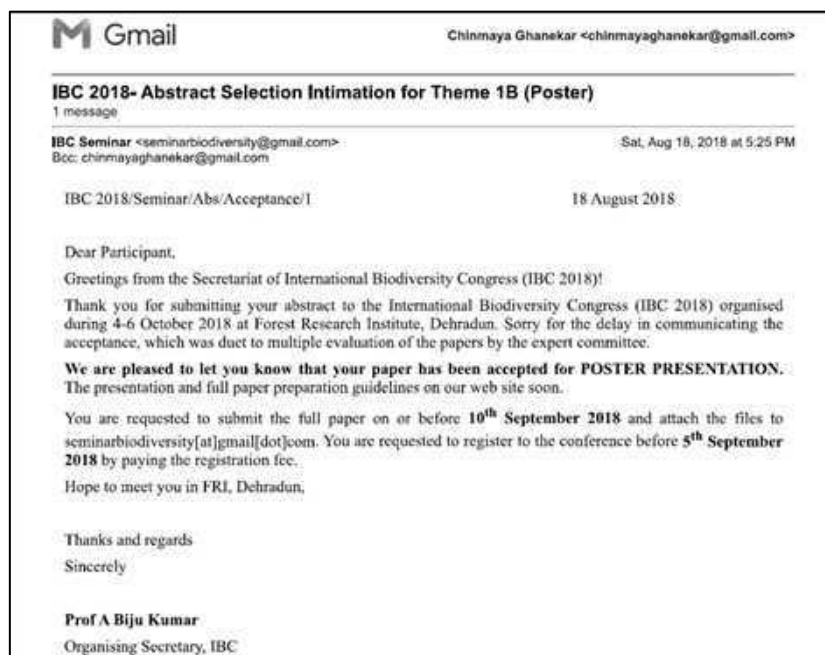 Gmail
Chinmaya Ghanekar <chinmayaghanekar@gmail.com>
IBC 2018- Abstract Selection Intimation for Theme 1B (Poster)
1 message
IBC Seminar <seminarbiodiversity@gmail.com>
Sat, Aug 18, 2018 at 5:25 PM
Bcc: chinmayaghanekar@gmail.com
IBC 2018/Seminar/Abs/Acceptance/1
18 August 2018
Dear Participant,
Greetings from the Secretariat of International Biodiversity Congress (IBC 2018)!
Thank you for submitting your abstract to the International Biodiversity Congress (IBC 2018) organised
during 4-6 October 2018 at Forest Research Institute, Dehradun. Sorry for the delay in communicating the
acceptance, which was duet to multiple evaluation of the papers by the expert committee.
We are pleased to let you know that your paper has been accepted for POSTER PRESENTATION.
The presentation and full paper preparation guidelines on our web site soon.
You are requested to submit the full paper on or before 10th September 2018 and attach the files to
seminarbiodiversity[at]gmail[dot]com. You are requested to register to the conference before 5th September
2018 by paying the registration fee.
Hope to meet you in FRI, Dehradun,
Thanks and regards
Sincerely
Prof A Biju Kumar
Organising Secretary, IBC